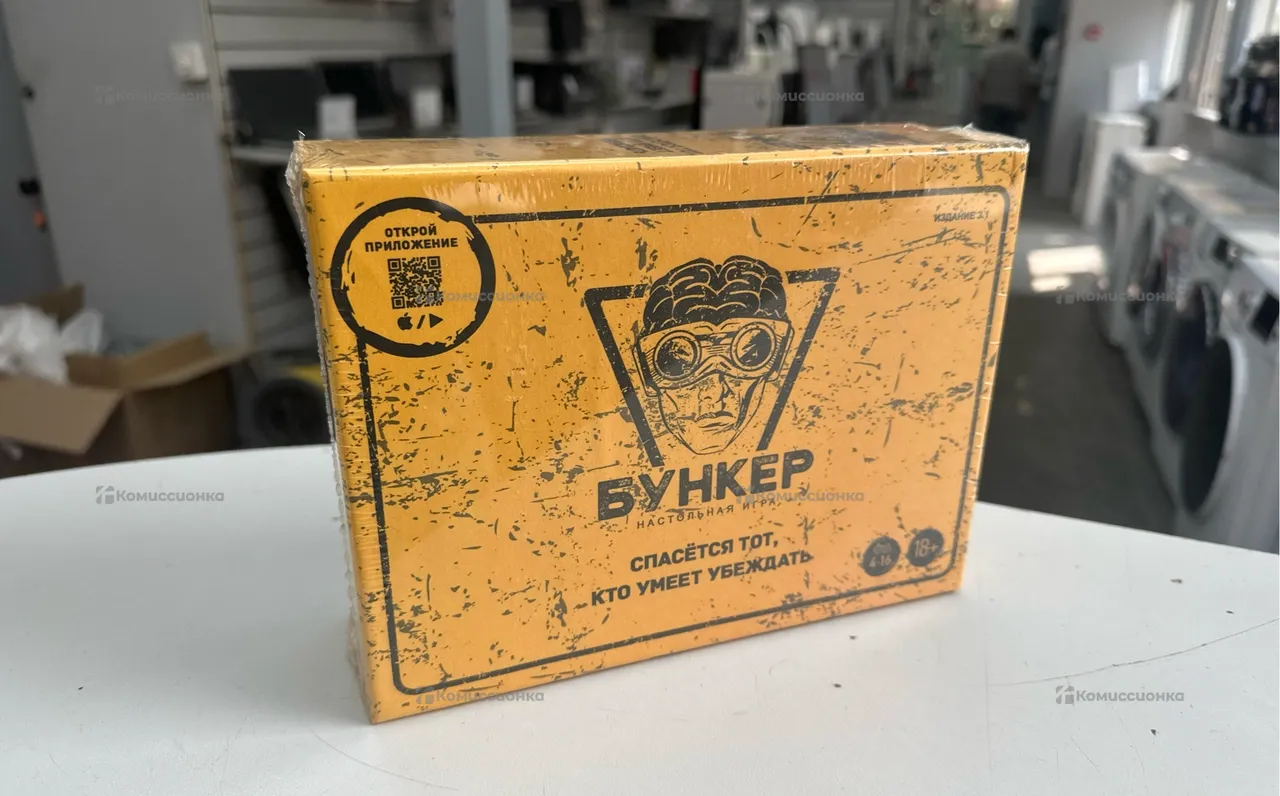 ОТКРОЙ
ПРИЛОЖЕНИЕ
ИЗДАНИЕ 3.1
БУНКЕР
НАСТОЛЬНАЯ ИГРА
СПАСЁТСЯ ТОТ,
КТО УМЕЕТ УБЕЖДАТЬ
4-16
18+
Комиссионка
Комиссионка
Комиссионка
Комиссионка
Комиссионка
Комиссионка
Комиссионка
Комиссионка